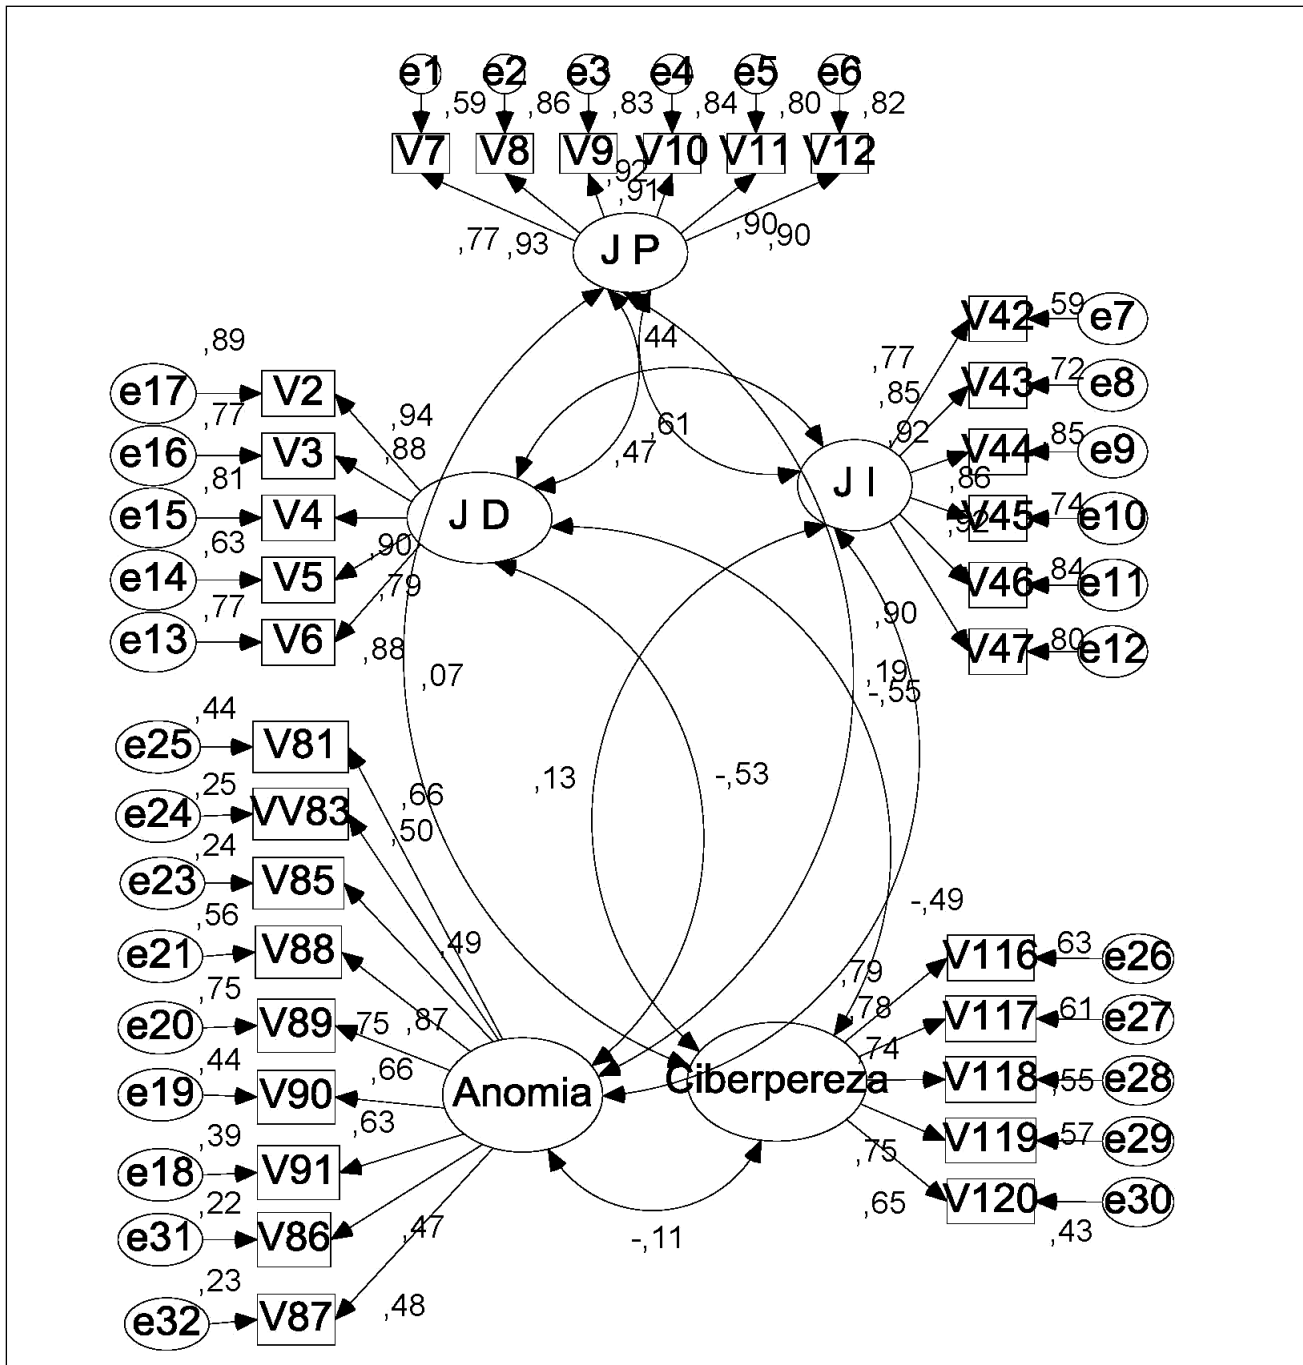 e1 e2 e3 e4 e5 e6
,59 ,86 ,83 ,84 ,80 ,82
V7 V8 V9 V10 V11 V12
,92
,91
,77 ,93 ,90 ,90
J P
,44
,61
,47
V42 ,59 e7
V43 ,72 e8
V44 ,85 e9
V45 ,74 e10
V46 ,84 e11
V47 ,80 e12
,77
,85
,92
,86
,92
,90
J I
,89
e17 V2
,77
e16 V3
,81
e15 V4
,63
e14 V5
,77
e13 V6
,94
,88
,90
,79
,88
J D
,07
,19
-,55
,13
-,53
-,49
,44
e25 V81
,25
e24 VV83
,24
e23 V85
,56
e21 V88
,75
e20 V89
,44
e19 V90
,39
e18 V91
,22
e31 V86
,23
e32 V87
,66
,50
,49
,75 ,87
,66
,63
,47
,48
Anomia
Ciberpereza
-,11
,79
,78
,74
,75
,65
V116 ,63 e26
V117 ,61 e27
V118 ,55 e28
V119 ,57 e29
V120 e30
,43